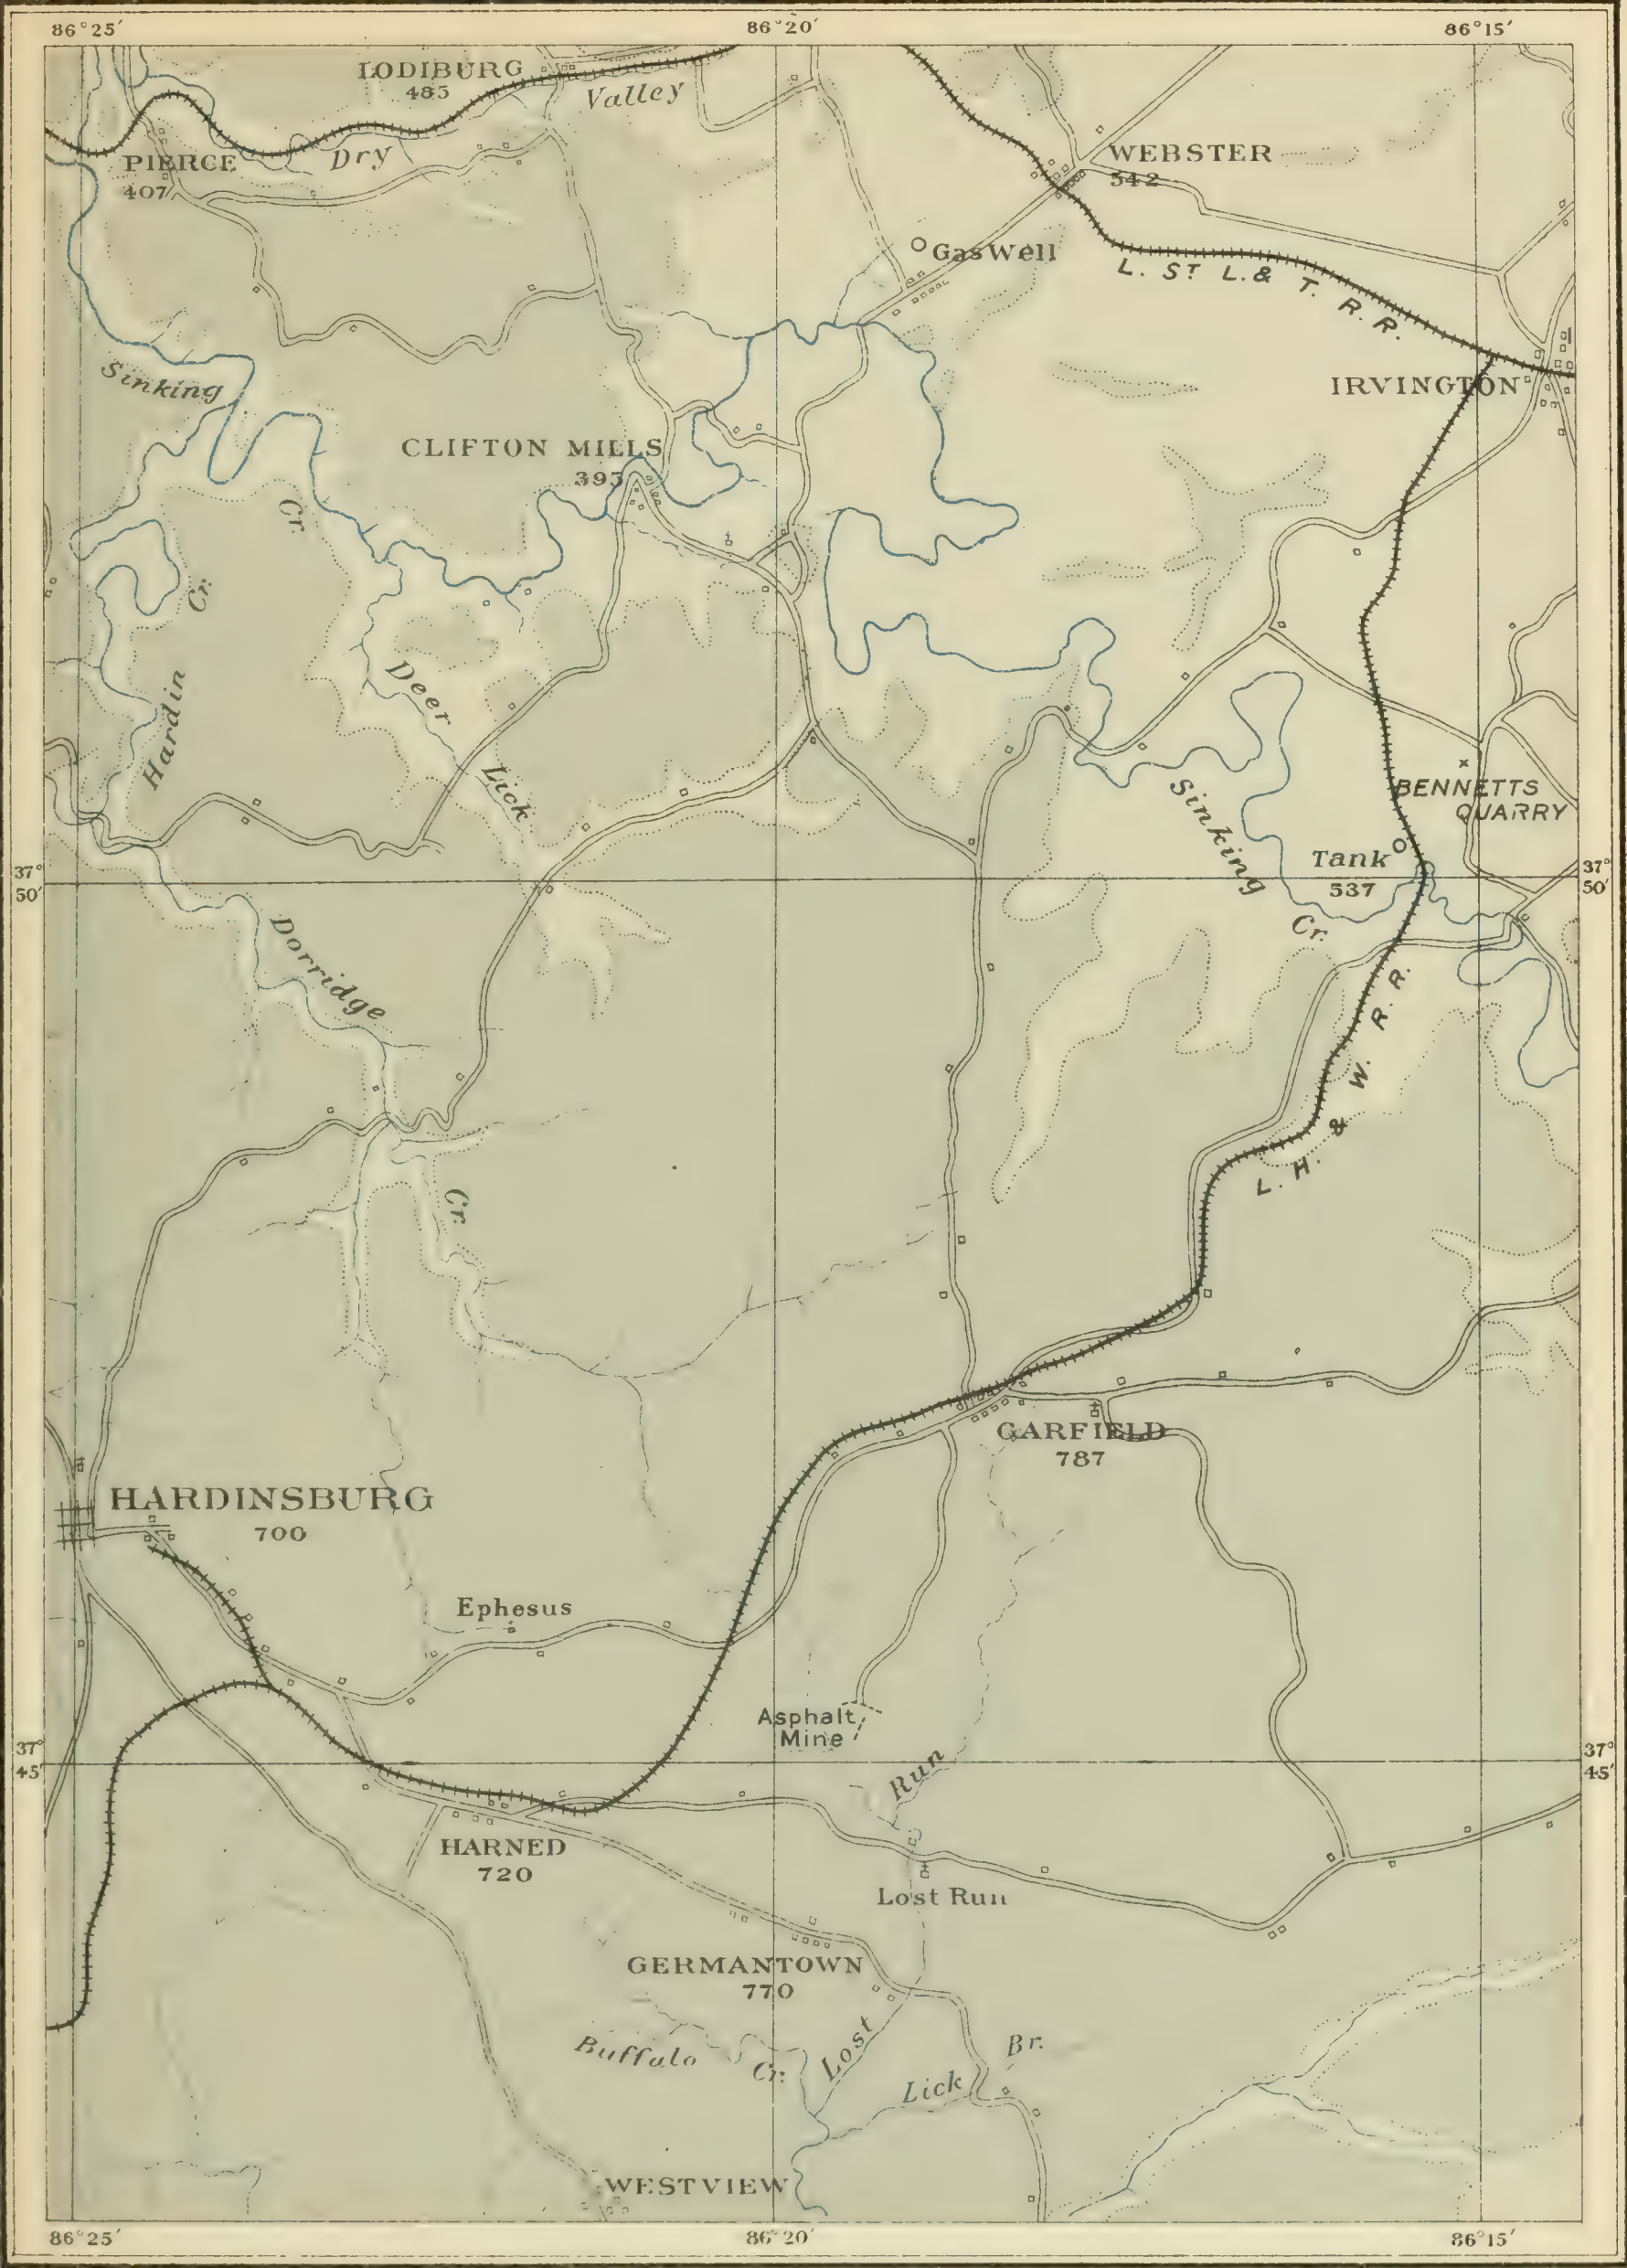 86°25′
86°20′
86°15′
LODIBURG
485
Valley
Dry
PIERCE
407
WEBSTER
542
Gas Well
L. ST. L. & T. R. R.
Sinking
Cr.
IRVINGTON
CLIFTON MILLS
395
Cr.
Hardin
Deer
Lick
Sinking
Cr.
BENNETTS
QUARRY
Tank
537
37°
50′
37°
50′
Dorridge
Cr.
L. H. & W. R. R.
GARFIELD
787
HARDINSBURG
700
Ephesus
Asphalt
Mine
37°
45′
37°
45′
Run
HARNED
720
Lost Run
GERMANTOWN
770
Buffalo
Cr.
Lost
Lick
Br.
WESTVIEW
86°25′
86°20′
86°15′